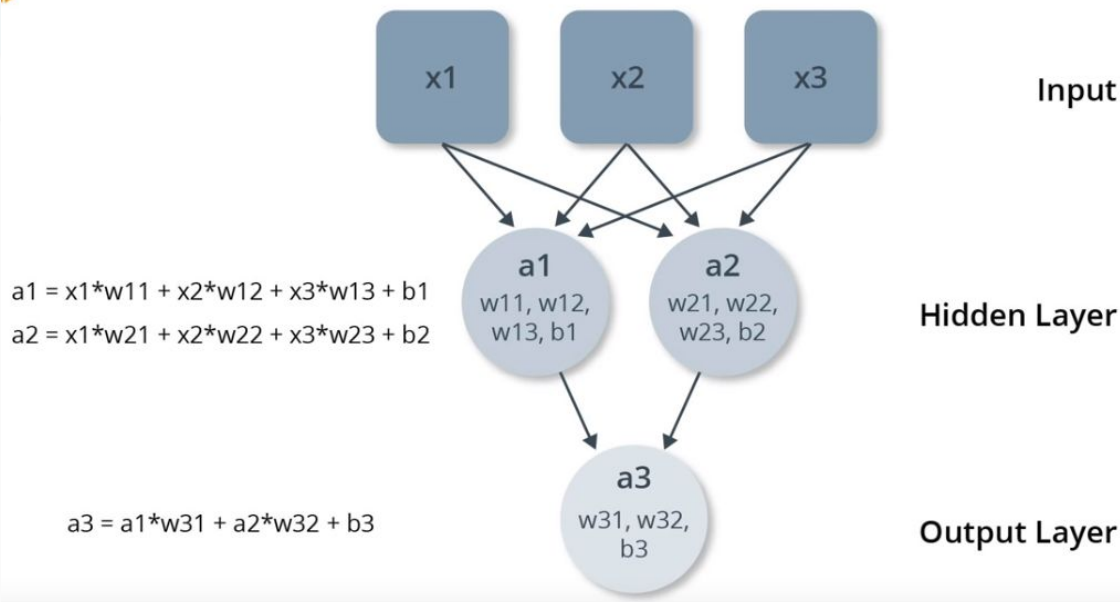 x1
x2
x3
Input
a1 = x1*w11 + x2*w12 + x3*w13 + b1
a2 = x1*w21 + x2*w22 + x3*w23 + b2
a1
w11, w12,
w13, b1
a2
w21, w22,
w23, b2
Hidden Layer
a3 = a1*w31 + a2*w32 + b3
a3
w31, w32,
b3
Output Layer